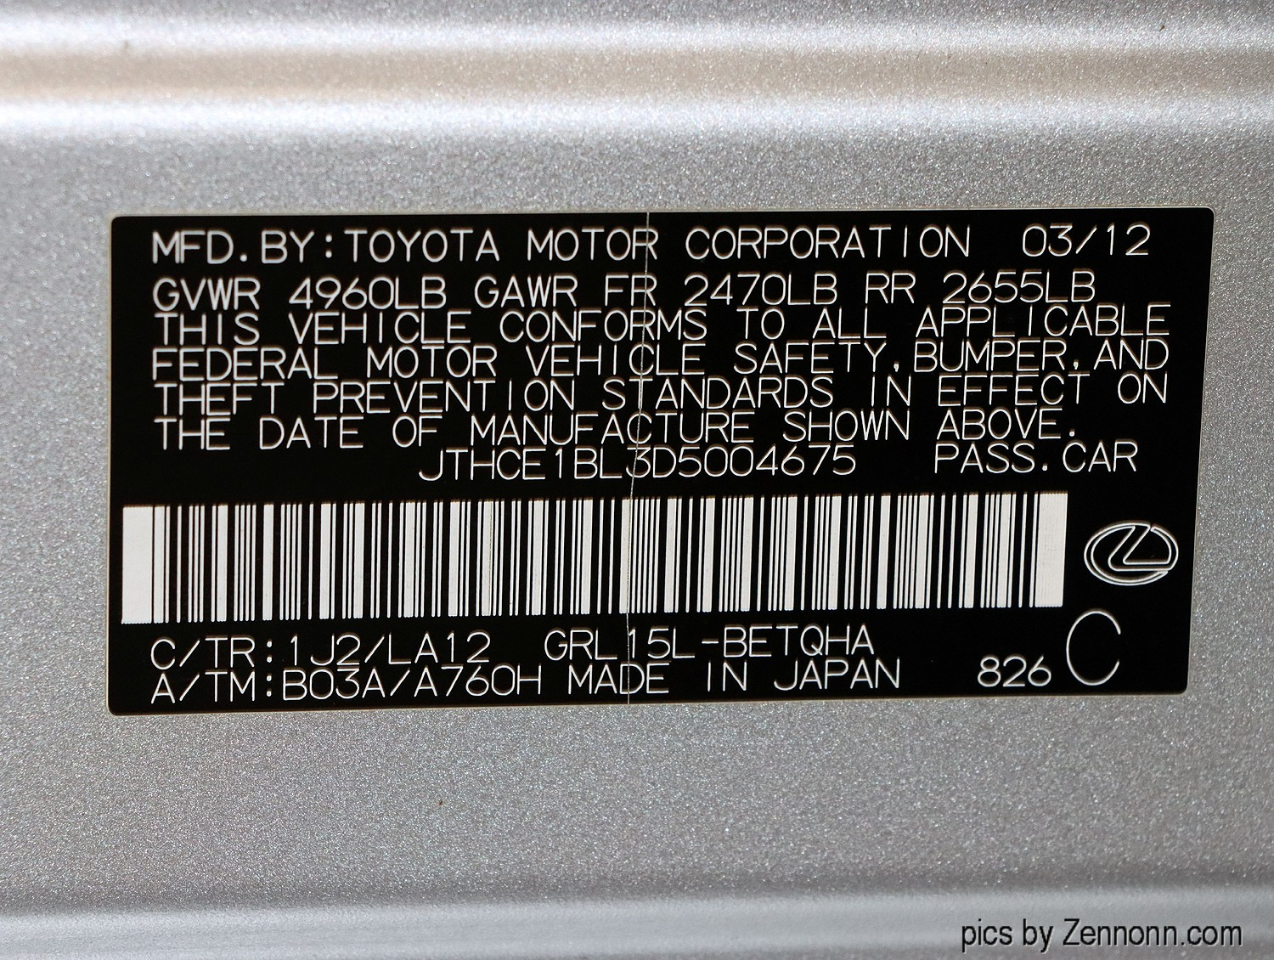 MFD. BY: TOYOTA MOTOR CORPORATION 03/12
GVWR 4960LB GAWR FR 2470LB RR 2655LB
THIS VEHICLE CONFORMS TO ALL APPLICABLE
FEDERAL MOTOR VEHICLE SAFETY, BUMPER, AND
THEFT PREVENTION STANDARDS IN EFFECT ON
THE DATE OF MANUFACTURE SHOWN ABOVE.
JTHCE1BL3D5004675 PASS. CAR
C/TR: 1J2/LA12 GRL15L-BETQHA
A/TM: B03A/A760H MADE IN JAPAN 826 C
pics by Zennonn.com